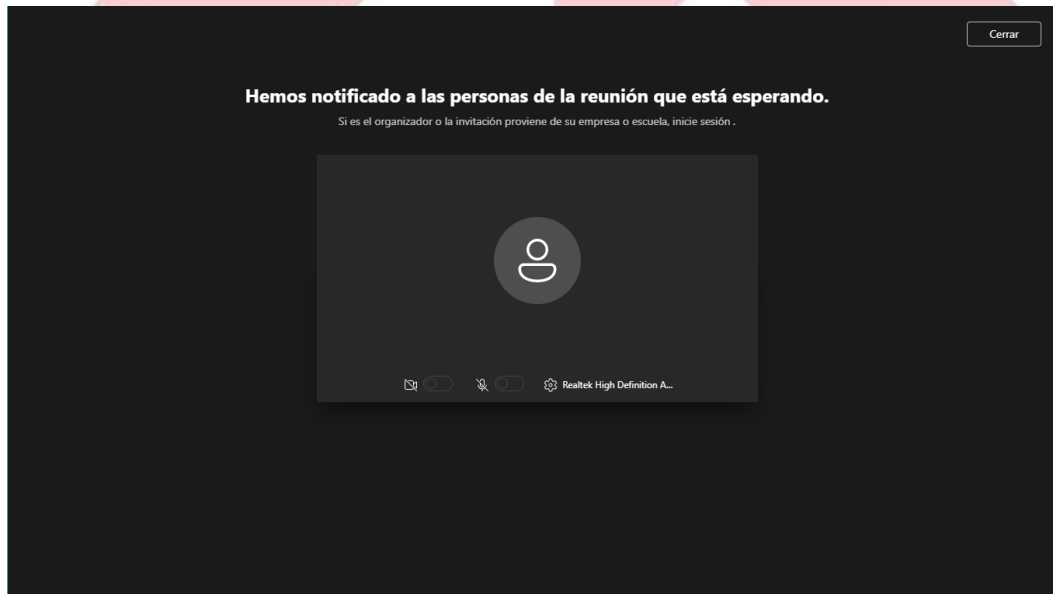 Cerrar
Hemos notificado a las personas de la reunión que está esperando.
Si es el organizador o la invitación proviene de su empresa o escuela, inicie sesión .
Realtek High Definition A...